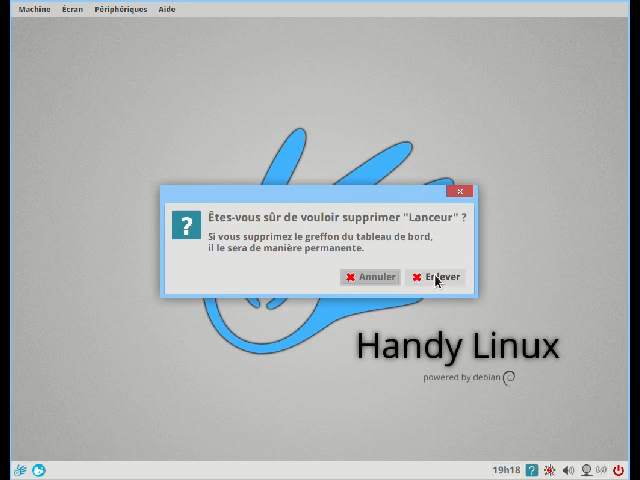 Machine Écran Périphériques Aide
Êtes-vous sûr de vouloir supprimer "Lanceur" ?
Si vous supprimez le greffon du tableau de bord,
il le sera de manière permanente.
Annuler Enlever
Handy Linux
powered by debian
19h18